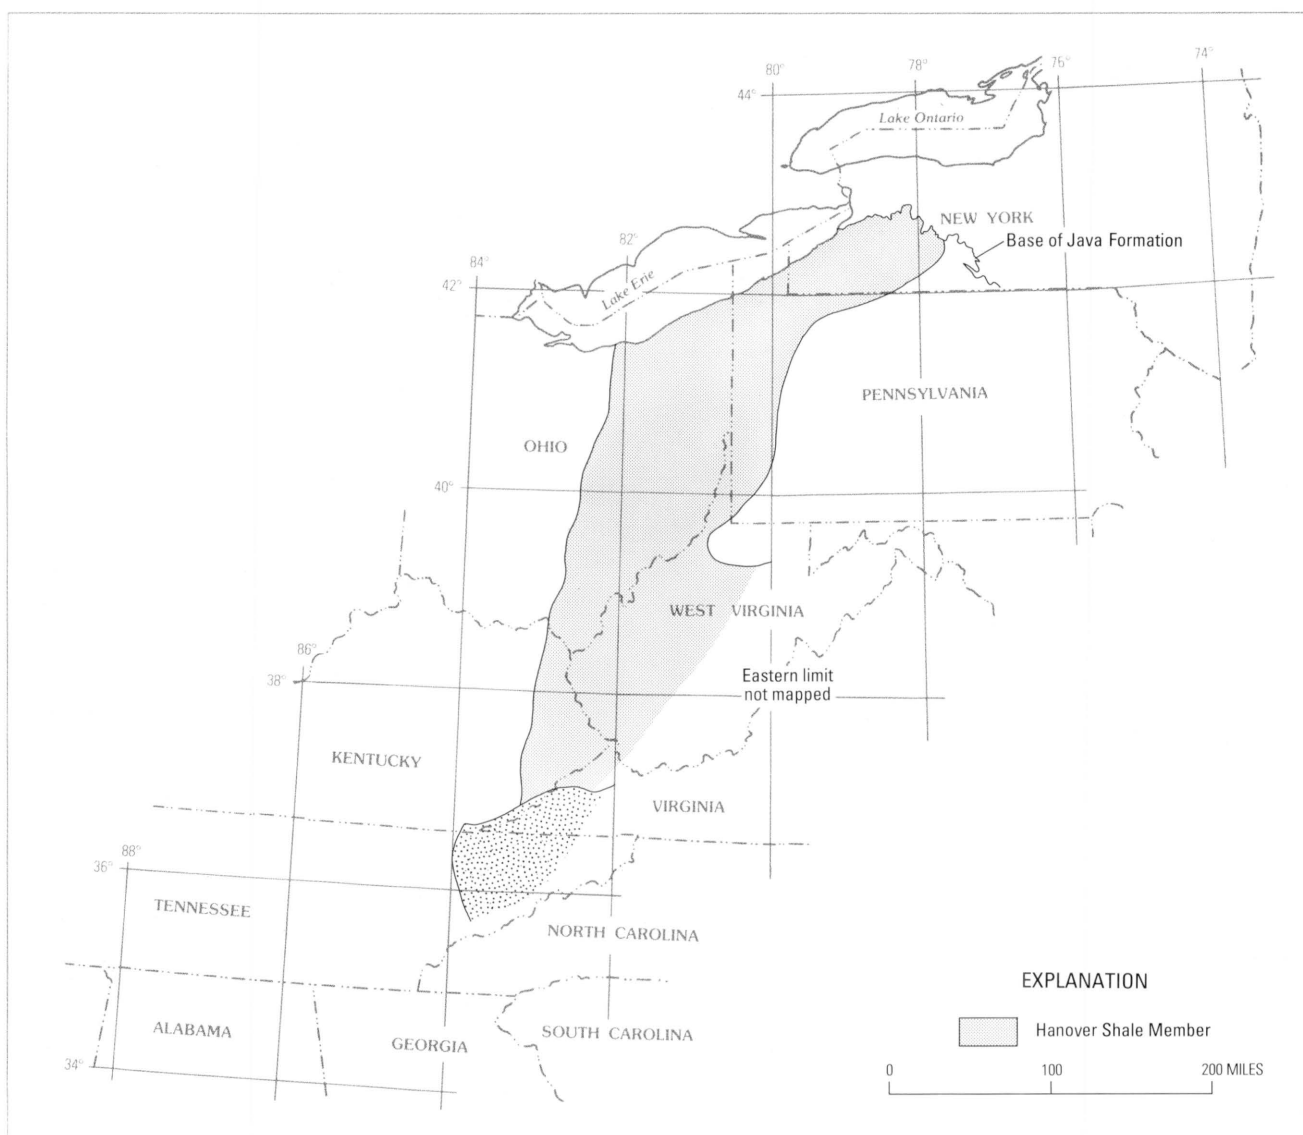 74°
76°
78°
80°
44°
Lake Ontario
NEW YORK
Base of Java Formation
82°
84°
42°
Lake Erie
PENNSYLVANIA
OHIO
40°
WEST VIRGINIA
86°
38°
Eastern limit
not mapped
KENTUCKY
VIRGINIA
88°
36°
TENNESSEE
NORTH CAROLINA
EXPLANATION
ALABAMA
GEORGIA
SOUTH CAROLINA
Hanover Shale Member
34°
0 100 200 MILES